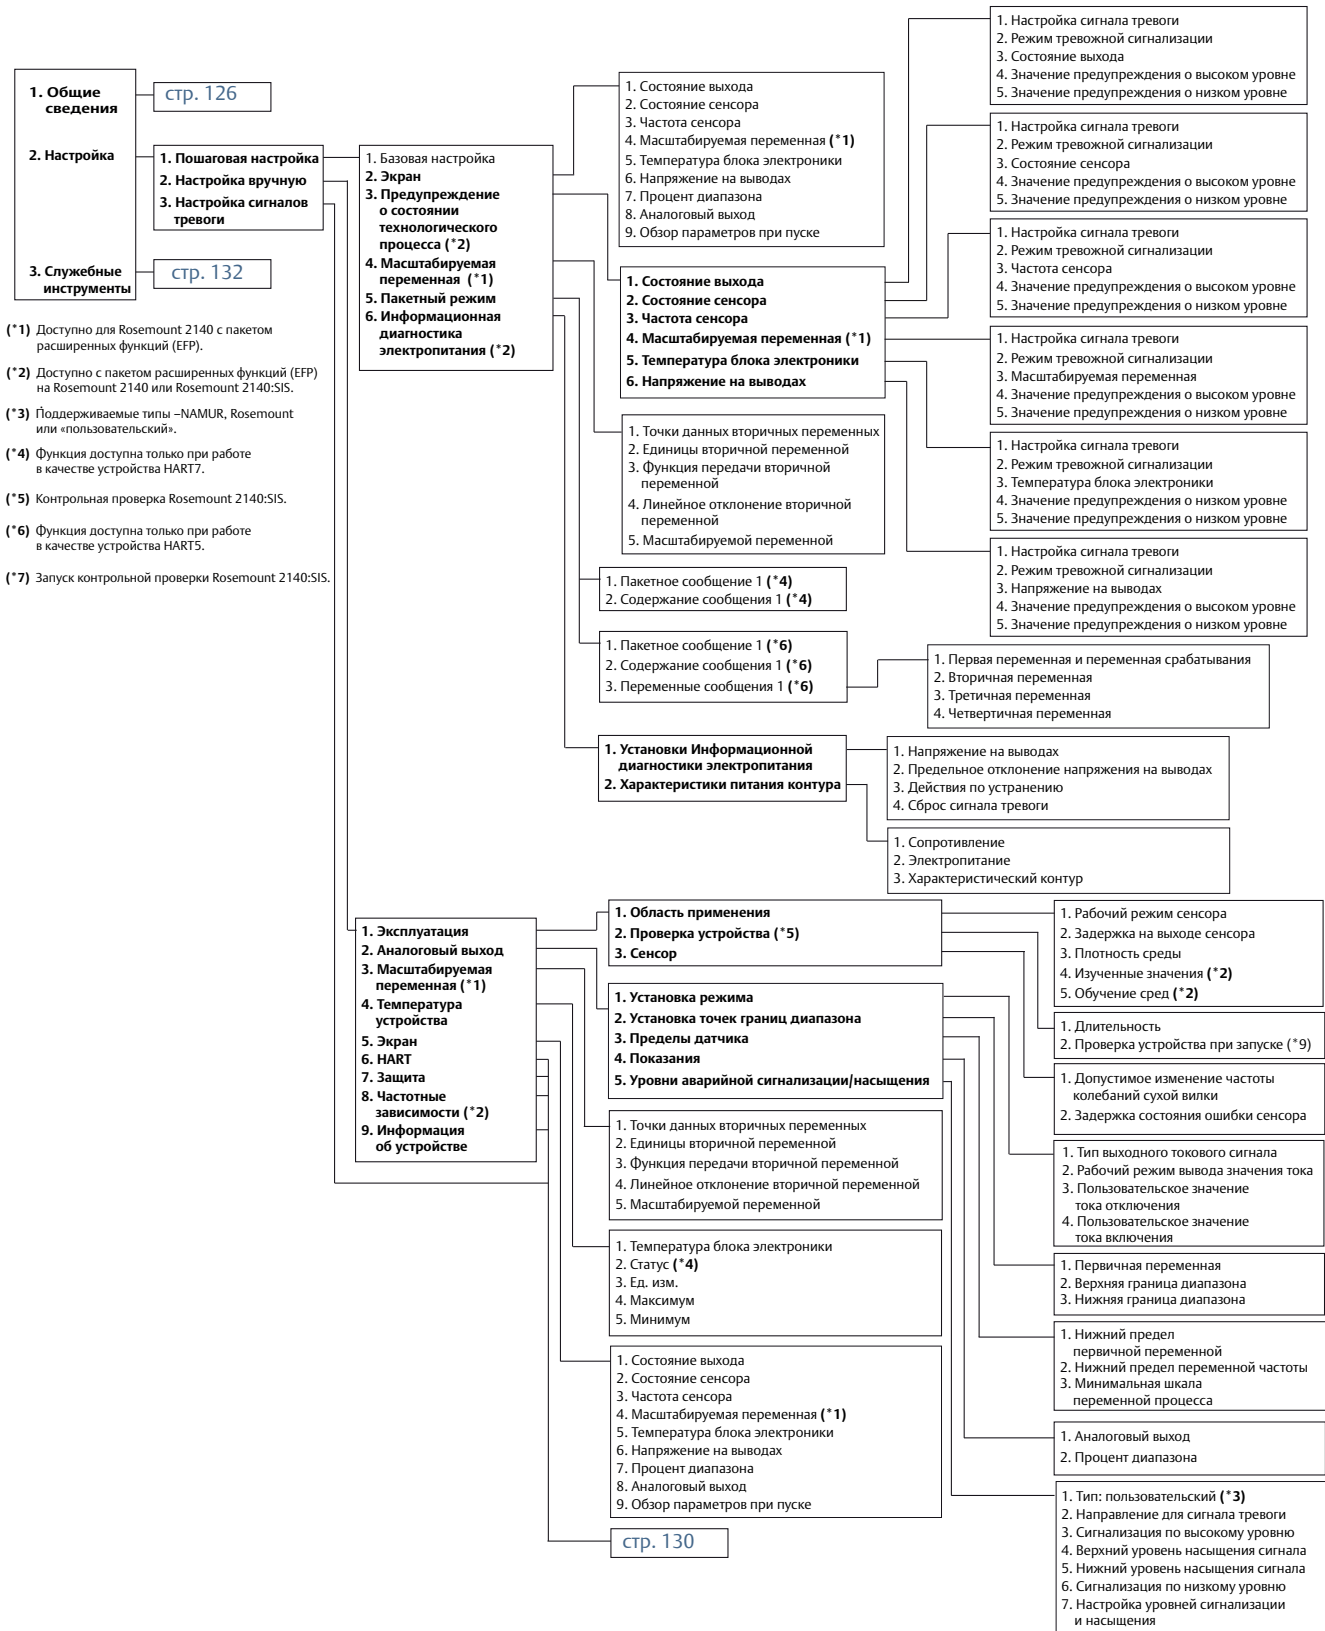 1. Общие
сведения
стр. 126
2. Настройка
3. Служебные
инструменты
стр. 132
(*1) Доступно для Rosemount 2140 с пакетом
расширенных функций (EFP).
(*2) Доступно с пакетом расширенных функций (EFP)
на Rosemount 2140 или Rosemount 2140:SIS.
(*3) Поддерживаемые типы –NAMUR, Rosemount
или «пользовательский».
(*4) Функция доступна только при работе
в качестве устройства HART7.
(*5) Контрольная проверка Rosemount 2140:SIS.
(*6) Функция доступна только при работе
в качестве устройства HART5.
(*7) Запуск контрольной проверки Rosemount 2140:SIS.
1. Пошаговая настройка
2. Настройка вручную
3. Настройка сигналов
тревоги
1. Базовая настройка
2. Экран
3. Предупреждение
о состоянии
технологического
процесса (*2)
4. Масштабируемая
переменная (*1)
5. Пакетный режим
6. Информационная
диагностика
электропитания (*2)
1. Состояние выхода
2. Состояние сенсора
3. Частота сенсора
4. Масштабируемая переменная (*1)
5. Температура блока электроники
6. Напряжение на выводах
7. Процент диапазона
8. Аналоговый выход
9. Обзор параметров при пуске
1. Состояние выхода
2. Состояние сенсора
3. Частота сенсора
4. Масштабируемая переменная (*1)
5. Температура блока электроники
6. Напряжение на выводах
1. Точки данных вторичных переменных
2. Единицы вторичной переменной
3. Функция передачи вторичной
переменной
4. Линейное отклонение вторичной
переменной
5. Масштабируемой переменной
1. Пакетное сообщение 1 (*4)
2. Содержание сообщения 1 (*4)
1. Пакетное сообщение 1 (*6)
2. Содержание сообщения 1 (*6)
3. Переменные сообщения 1 (*6)
1. Установки Информационной
диагностики электропитания
2. Характеристики питания контура
1. Настройка сигнала тревоги
2. Режим тревожной сигнализации
3. Состояние выхода
4. Значение предупреждения о высоком уровне
5. Значение предупреждения о низком уровне
1. Настройка сигнала тревоги
2. Режим тревожной сигнализации
3. Состояние сенсора
4. Значение предупреждения о высоком уровне
5. Значение предупреждения о низком уровне
1. Настройка сигнала тревоги
2. Режим тревожной сигнализации
3. Частота сенсора
4. Значение предупреждения о высоком уровне
5. Значение предупреждения о низком уровне
1. Настройка сигнала тревоги
2. Режим тревожной сигнализации
3. Масштабируемая переменная
4. Значение предупреждения о высоком уровне
5. Значение предупреждения о низком уровне
1. Настройка сигнала тревоги
2. Режим тревожной сигнализации
3. Температура блока электроники
4. Значение предупреждения о низком уровне
5. Значение предупреждения о низком уровне
1. Настройка сигнала тревоги
2. Режим тревожной сигнализации
3. Напряжение на выводах
4. Значение предупреждения о высоком уровне
5. Значение предупреждения о низком уровне
1. Первая переменная и переменная срабатывания
2. Вторичная переменная
3. Третичная переменная
4. Четвертичная переменная
1. Напряжение на выводах
2. Предельное отклонение напряжения на выводах
3. Действия по устранению
4. Сброс сигнала тревоги
1. Сопротивление
2. Электропитание
3. Характеристический контур
1. Эксплуатация
2. Аналоговый выход
3. Масштабируемая
переменная (*1)
4. Температура
устройства
5. Экран
6. HART
7. Защита
8. Частотные
зависимости (*2)
9. Информация
об устройстве
1. Область применения
2. Проверка устройства (*5)
3. Сенсор
1. Установка режима
2. Установка точек границ диапазона
3. Пределы датчика
4. Показания
5. Уровни аварийной сигнализации/насыщения
1. Точки данных вторичных переменных
2. Единицы вторичной переменной
3. Функция передачи вторичной переменной
4. Линейное отклонение вторичной переменной
5. Масштабируемой переменной
1. Температура блока электроники
2. Статус (*4)
3. Ед. изм.
4. Максимум
5. Минимум
1. Состояние выхода
2. Состояние сенсора
3. Частота сенсора
4. Масштабируемая переменная (*1)
5. Температура блока электроники
6. Напряжение на выводах
7. Процент диапазона
8. Аналоговый выход
9. Обзор параметров при пуске
стр. 130
1. Рабочий режим сенсора
2. Задержка на выходе сенсора
3. Плотность среды
4. Изученные значения (*2)
5. Обучение сред (*2)
1. Длительность
2. Проверка устройства при запуске (*9)
1. Допустимое изменение частоты
колебаний сухой вилки
2. Задержка состояния ошибки сенсора
1. Тип выходного токового сигнала
2. Рабочий режим вывода значения тока
3. Пользовательское значение
тока отключения
4. Пользовательское значение
тока включения
1. Первичная переменная
2. Верхняя граница диапазона
3. Нижняя граница диапазона
1. Нижний предел
первичной переменной
2. Нижний предел переменной частоты
3. Минимальная шкала
переменной процесса
1. Аналоговый выход
2. Процент диапазона
1. Тип: пользовательский (*3)
2. Направление для сигнала тревоги
3. Сигнализация по высокому уровню
4. Верхний уровень насыщения сигнала
5. Нижний уровень насыщения сигнала
6. Сигнализация по низкому уровню
7. Настройка уровней сигнализации
и насыщения